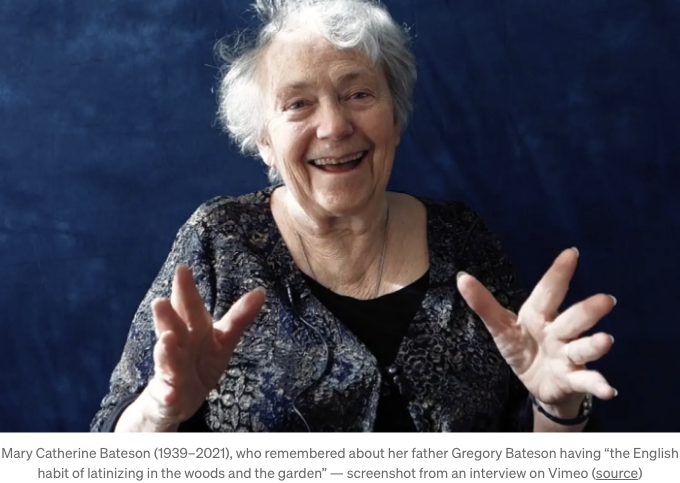 Mary Catherine Bateson (1939–2021), who remembered about her father Gregory Bateson having “the English
habit of latinizing in the woods and the garden” — screenshot from an interview on Vimeo (source)